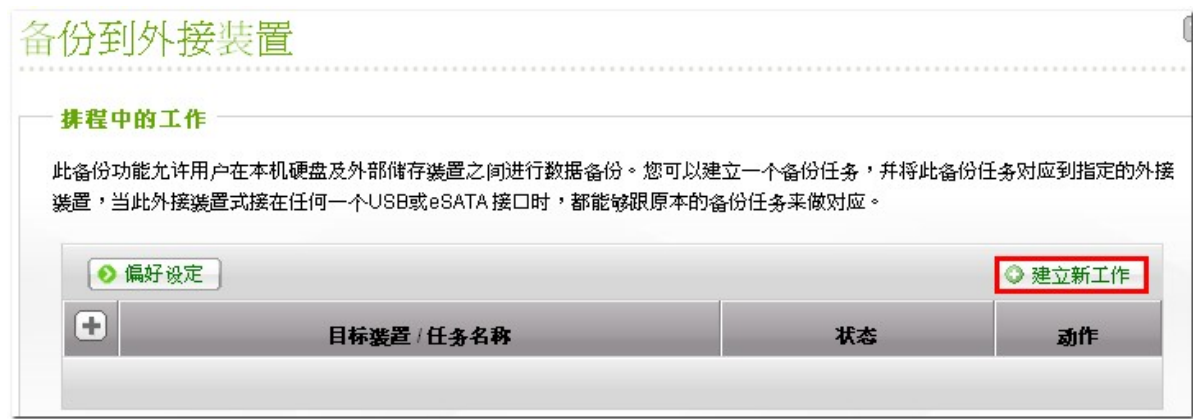 备份到外接装置
排程中的工作
此备份功能允许用户在本机硬盘及外部储存装置之间进行数据备份。您可以建立一个备份任务，并将此备份任务对应到指定的外接
装置，当此外接装置式接在任何一个USB或eSATA接口时，都能够跟原本的备份任务来做对应。
偏好设定 建立新工作
目标装置 / 任务名称 状态 动作